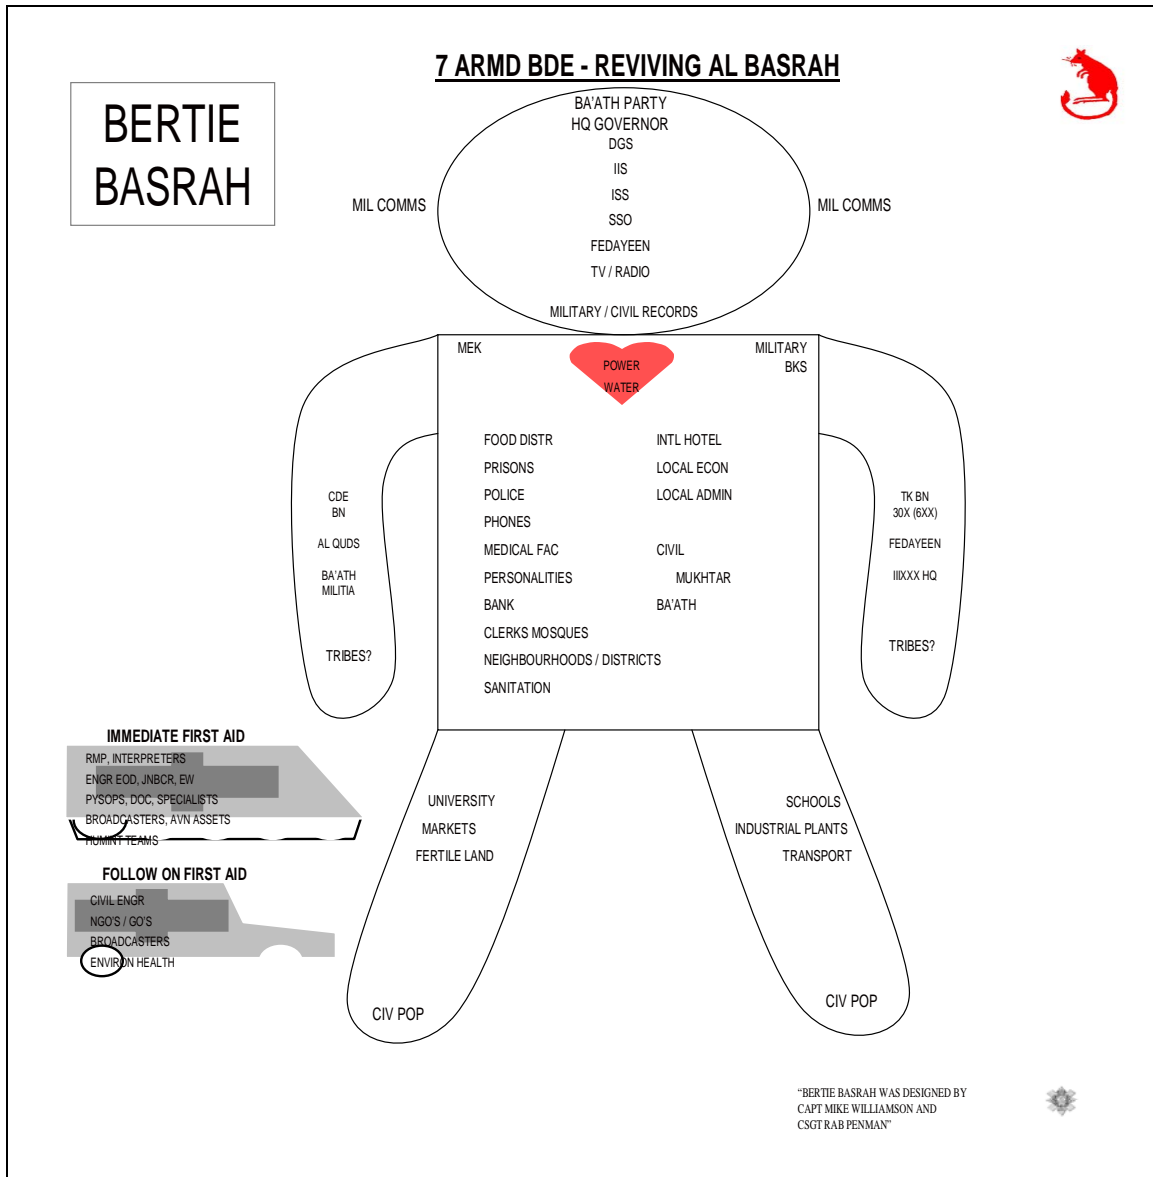 7 ARMD BDE - REVIVING AL BASRAH
BERTIE
BASRAH
BA'ATH PARTY
HQ GOVERNOR
DGS
IIS
ISS
SSO
FEDAYEEN
TV / RADIO
MILITARY / CIVIL RECORDS
MIL COMMS
MIL COMMS
MEK
POWER
WATER
MILITARY
BKS
FOOD DISTR
PRISONS
POLICE
PHONES
MEDICAL FAC
PERSONALITIES
BANK
CLERKS MOSQUES
NEIGHBOURHOODS / DISTRICTS
SANITATION
INTL HOTEL
LOCAL ECON
LOCAL ADMIN
CIVIL
MUKHTAR
BA'ATH
CDE
BN
AL QUDS
BA'ATH
MILITIA
TRIBES?
TK BN
30X (6XX)
FEDAYEEN
IIIXXX HQ
TRIBES?
IMMEDIATE FIRST AID
RMP, INTERPRETERS
ENGR EOD, JNBCR, EW
PYSOPS, DOC, SPECIALISTS
BROADCASTERS, AVN ASSETS
HUMINT TEAMS
FOLLOW ON FIRST AID
CIVIL ENGR
NGO'S / GO'S
BROADCASTERS
ENVIRON HEALTH
UNIVERSITY
MARKETS
FERTILE LAND
CIV POP
SCHOOLS
INDUSTRIAL PLANTS
TRANSPORT
CIV POP
“BERTIE BASRAH WAS DESIGNED BY
CAPT MIKE WILLIAMSON AND
CSGT RAB PENMAN”